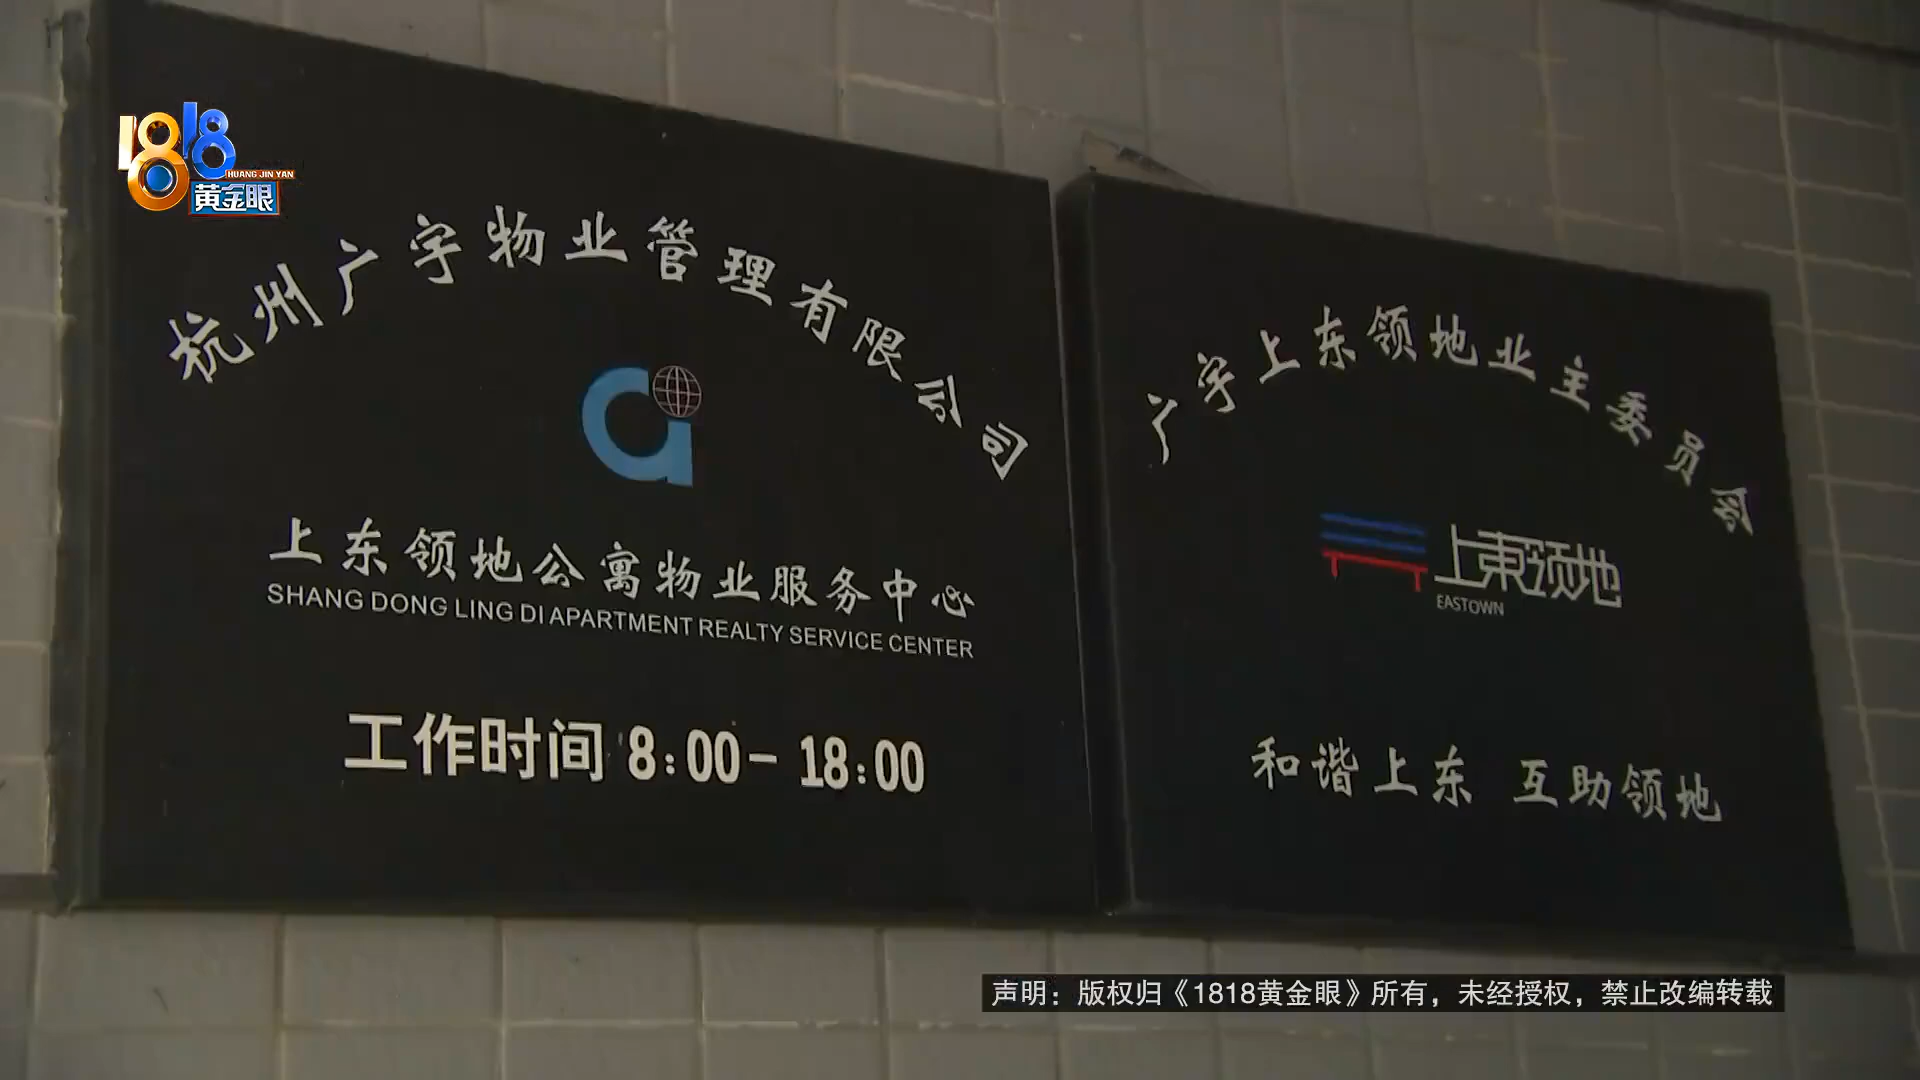 1818
HUANG JIN YAN
黄金眼
杭州广宇物业管理有限公司
上东领地公寓物业服务中心
SHANG DONG LING DI APARTMENT REALTY SERVICE CENTER
工作时间 8:00- 18:00
广宇上东领地业主委员会
上東领地
EASTOWN
和谐上东 互助领地
声明：版权归《1818黄金眼》所有，未经授权，禁止改编转载